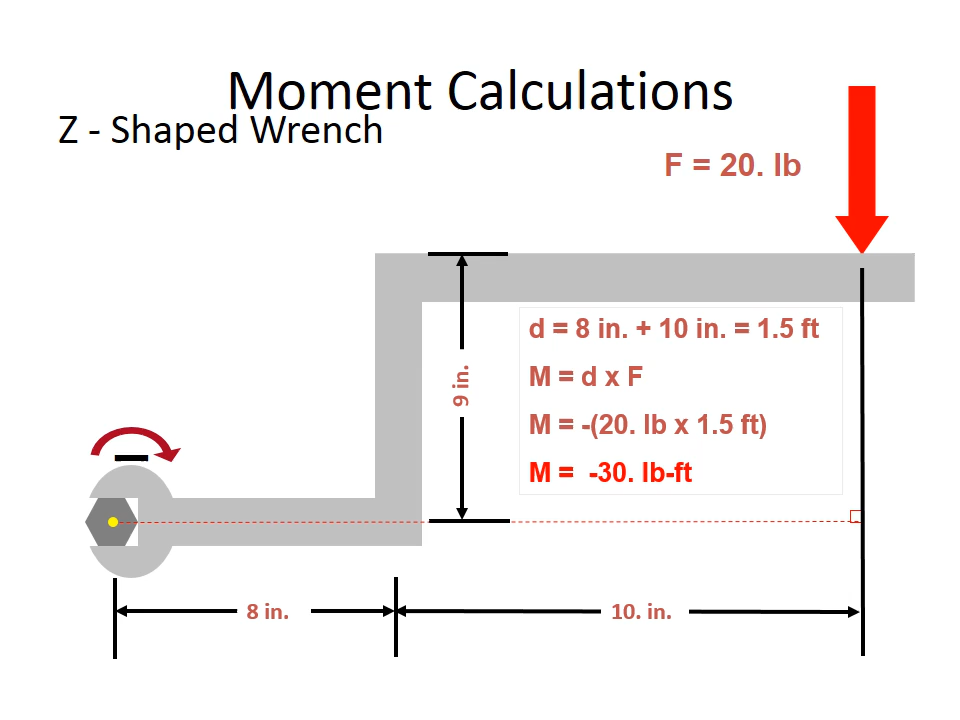 Moment Calculations
Z - Shaped Wrench
F = 20. lb
d = 8 in. + 10 in. = 1.5 ft
M = d x F
M = -(20. lb x 1.5 ft)
M =  -30. lb-ft
9 in.
8 in.
10. in.